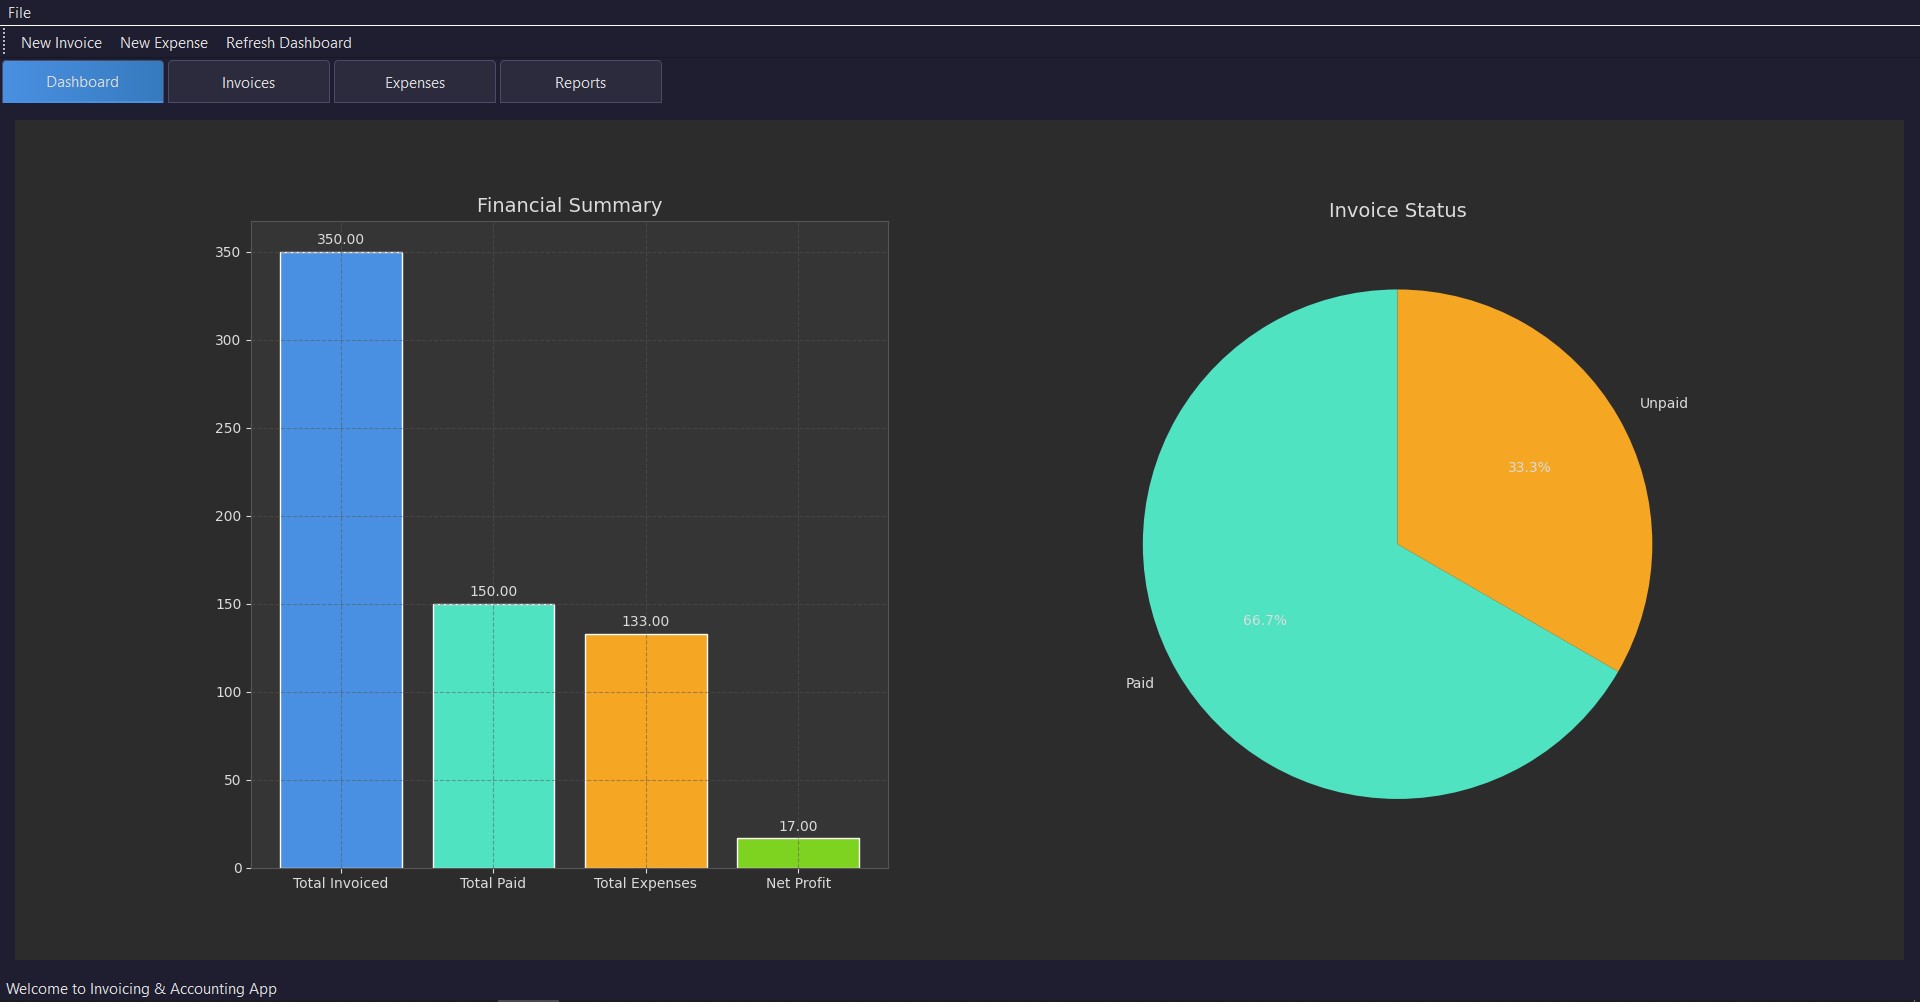 File
New Invoice New Expense Refresh Dashboard
Dashboard Invoices Expenses Reports
Financial Summary
350.00
350
300
250
200
150.00
150
133.00
100
50
17.00
0
Total Invoiced Total Paid Total Expenses Net Profit
Invoice Status
Unpaid
33.3%
66.7%
Paid
Welcome to Invoicing & Accounting App